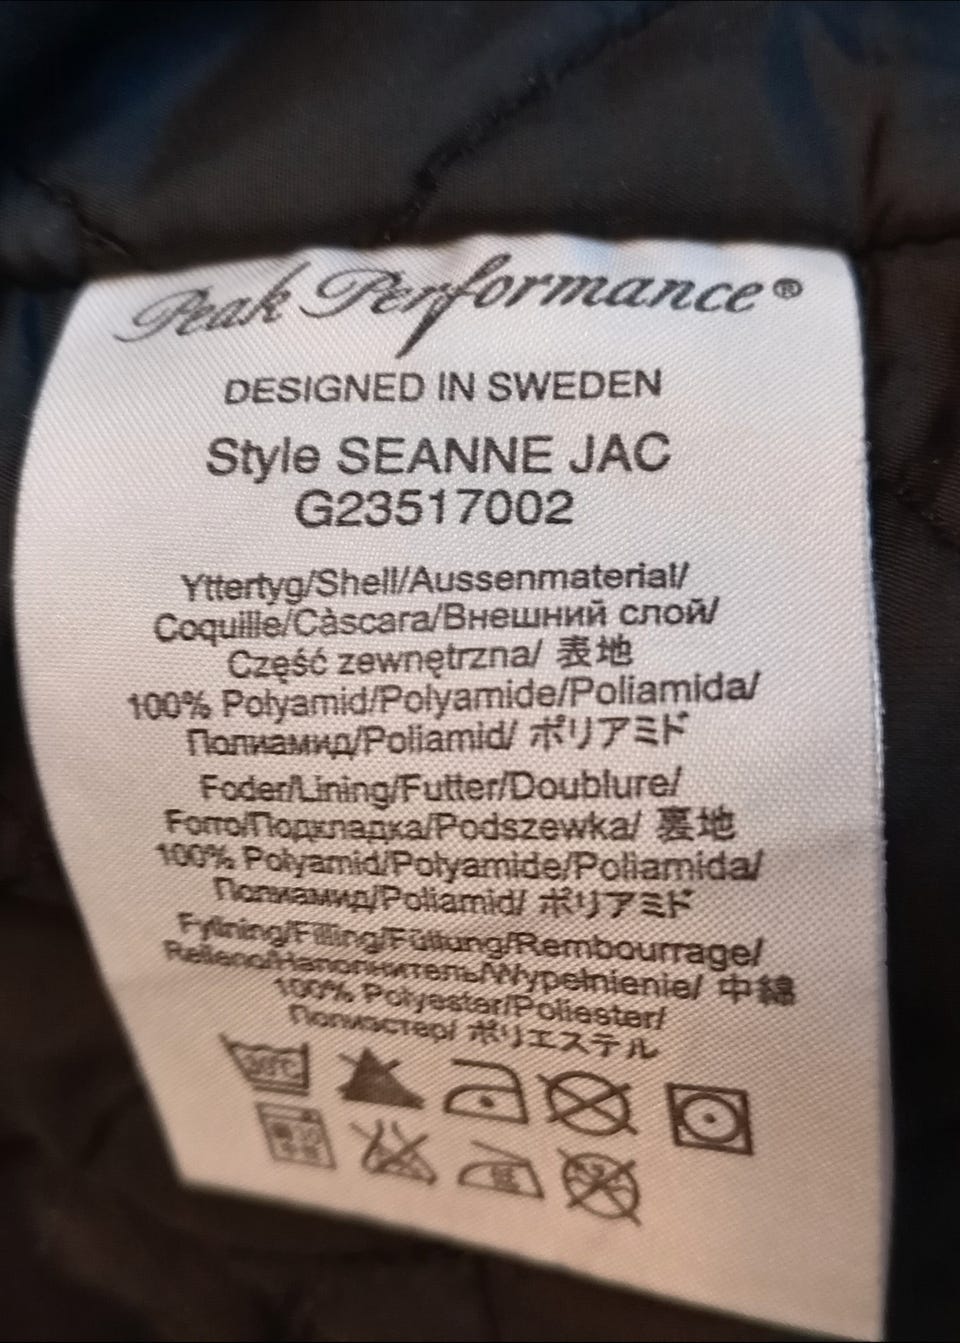 Peak Performance®
DESIGNED IN SWEDEN
Style SEANNE JAC
G23517002
Yttertyg/Shell/Aussenmaterial/
Coquille/Càscara/Внешний слой/
Część zewnętrzna/ 表地
100% Polyamid/Polyamide/Poliamida/
Полиамид/Poliamid/ ポリアミド
Foder/Lining/Futter/Doublure/
Forro/Подкладка/Podszewka/ 裏地
100% Polyamid/Polyamide/Poliamida/
Полиамид/Poliamid/ ポリアミド
Fyllning/Filling/Füllung/Rembourrage/
Relleno/Наполнитель/Wypełnienie/ 中綿
100% Polyester/Poliester/
Полиэстер/ ポリエステル
30°C